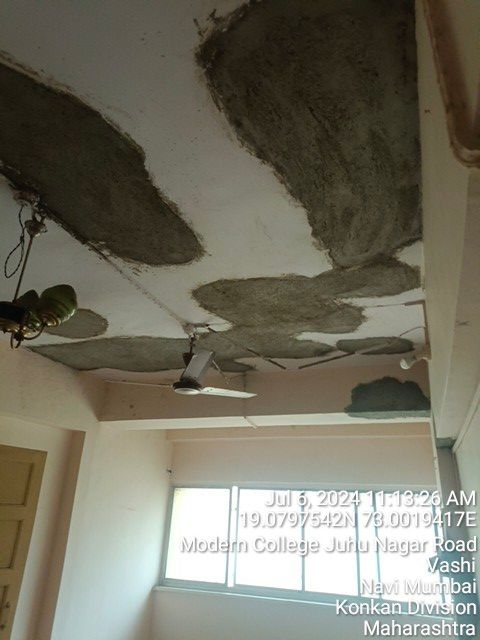 Jul 6, 2024 11:13:26 AM
19.0797542N 73.0019417E
Modern College Juhu Nagar Road
Vashi
Navi Mumbai
Konkan Division
Maharashtra